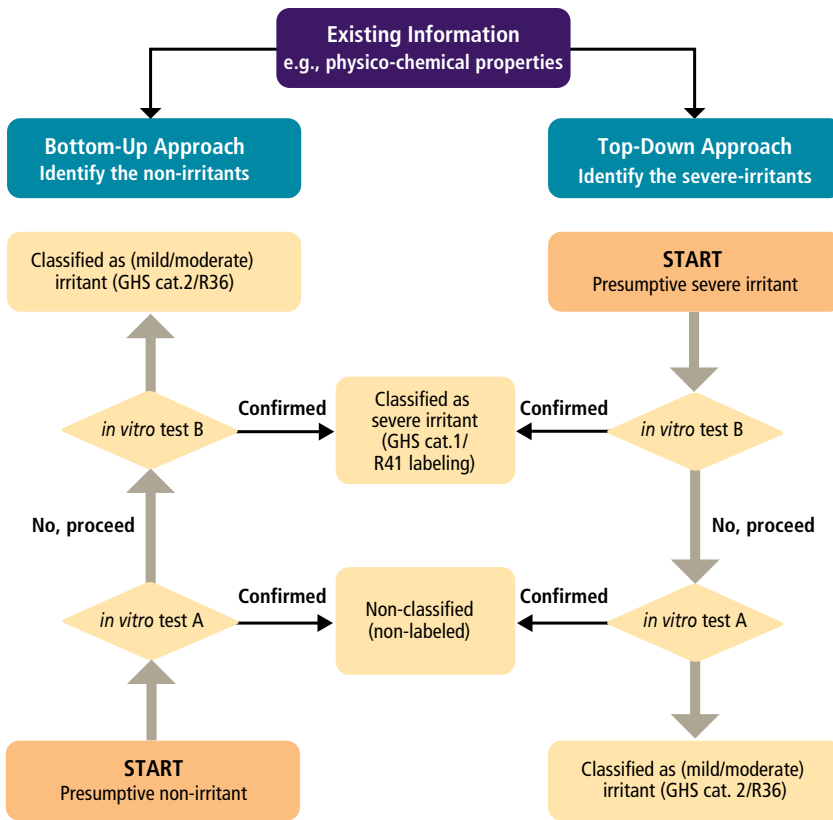 Existing Information
e.g., physico-chemical properties
Bottom-Up Approach
Identify the non-irritants
Top-Down Approach
Identify the severe-irritants
Classified as (mild/moderate)
irritant (GHS cat.2/R36)
START
Presumptive severe irritant
in vitro test B
Confirmed
Classified as
severe irritant
(GHS cat.1/
R41 labeling)
Confirmed
in vitro test B
No, proceed
No, proceed
in vitro test A
Confirmed
Non-classified
(non-labeled)
Confirmed
in vitro test A
START
Presumptive non-irritant
Classified as (mild/moderate)
irritant (GHS cat. 2/R36)